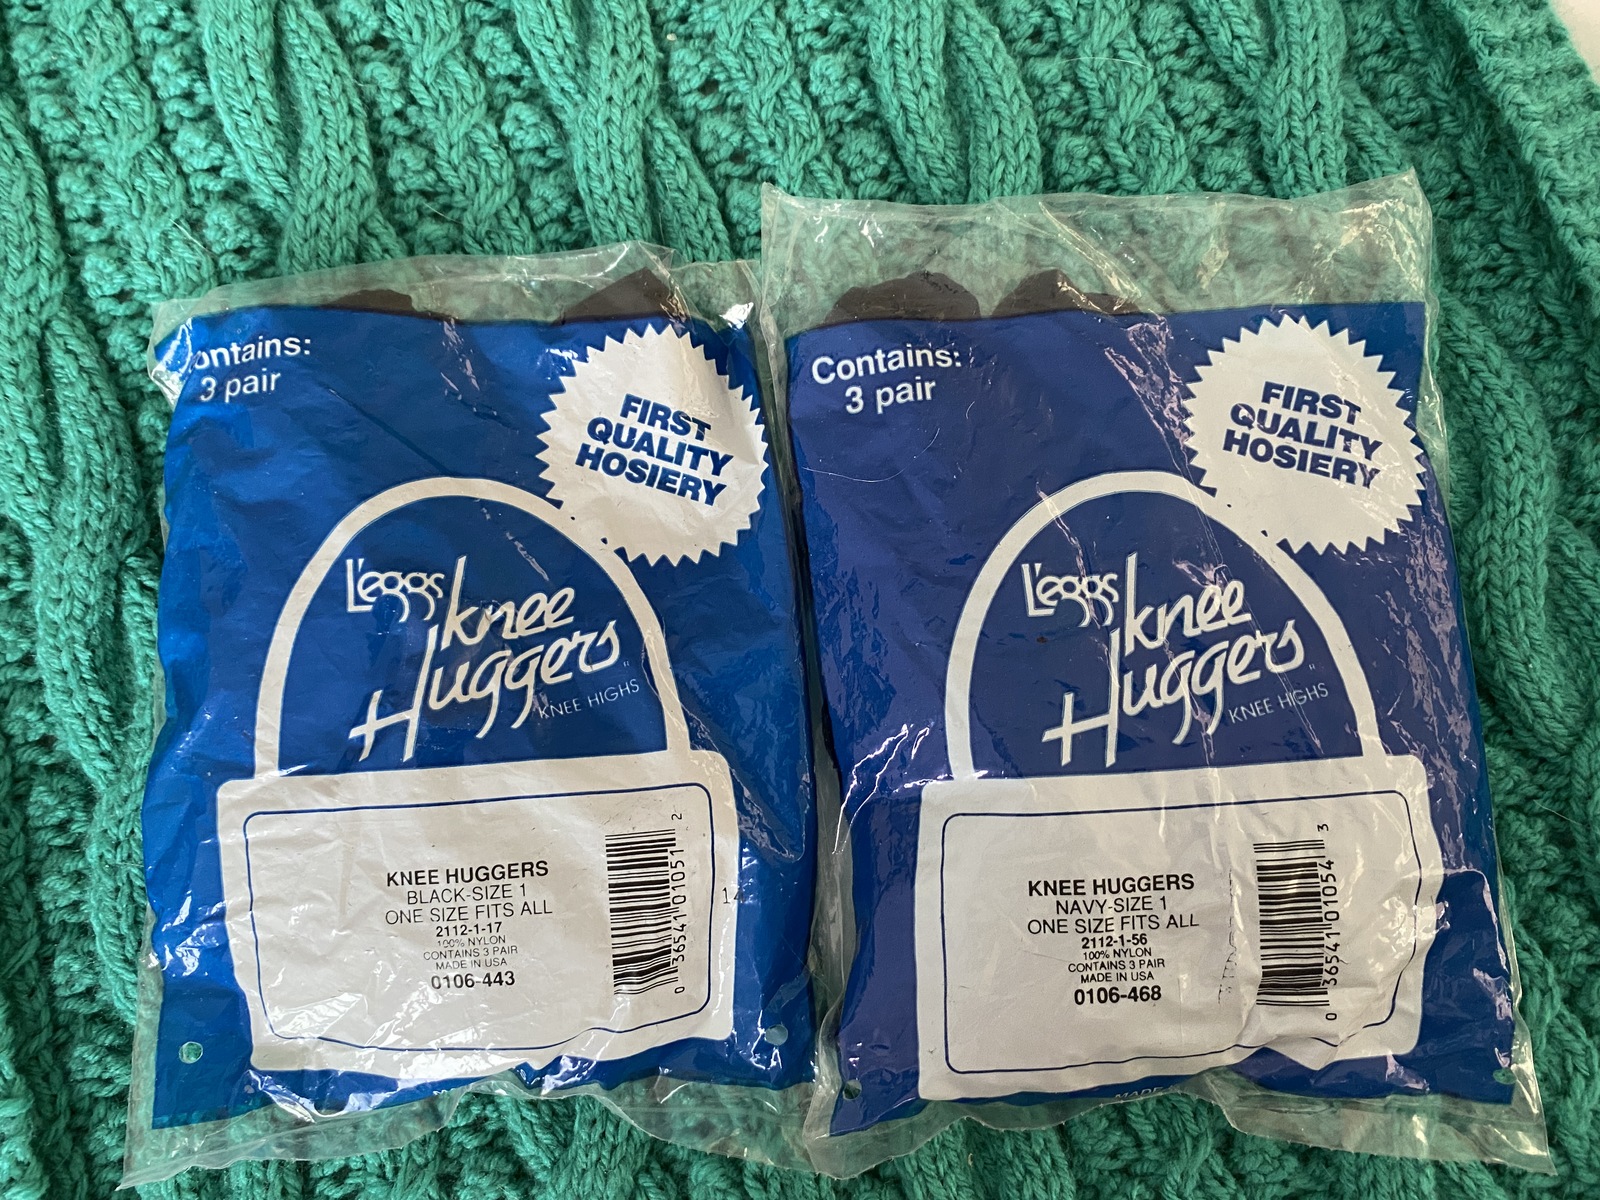 ontains:
3 pair
FIRST
QUALITY
HOSIERY
L'eggs
Knee
Huggers
KNEE HIGHS
KNEE HUGGERS
BLACK-SIZE 1
ONE SIZE FITS ALL
2112-1-17
100% NYLON
CONTAINS 3 PAIR
MADE IN USA
0106-443
0 36541 01051 2
Contains:
3 pair
FIRST
QUALITY
HOSIERY
L'eggs
Knee
Huggers
KNEE HIGHS
KNEE HUGGERS
NAVY-SIZE 1
ONE SIZE FITS ALL
2112-1-56
100% NYLON
CONTAINS 3 PAIR
MADE IN USA
0106-468
0 36541 01054 3